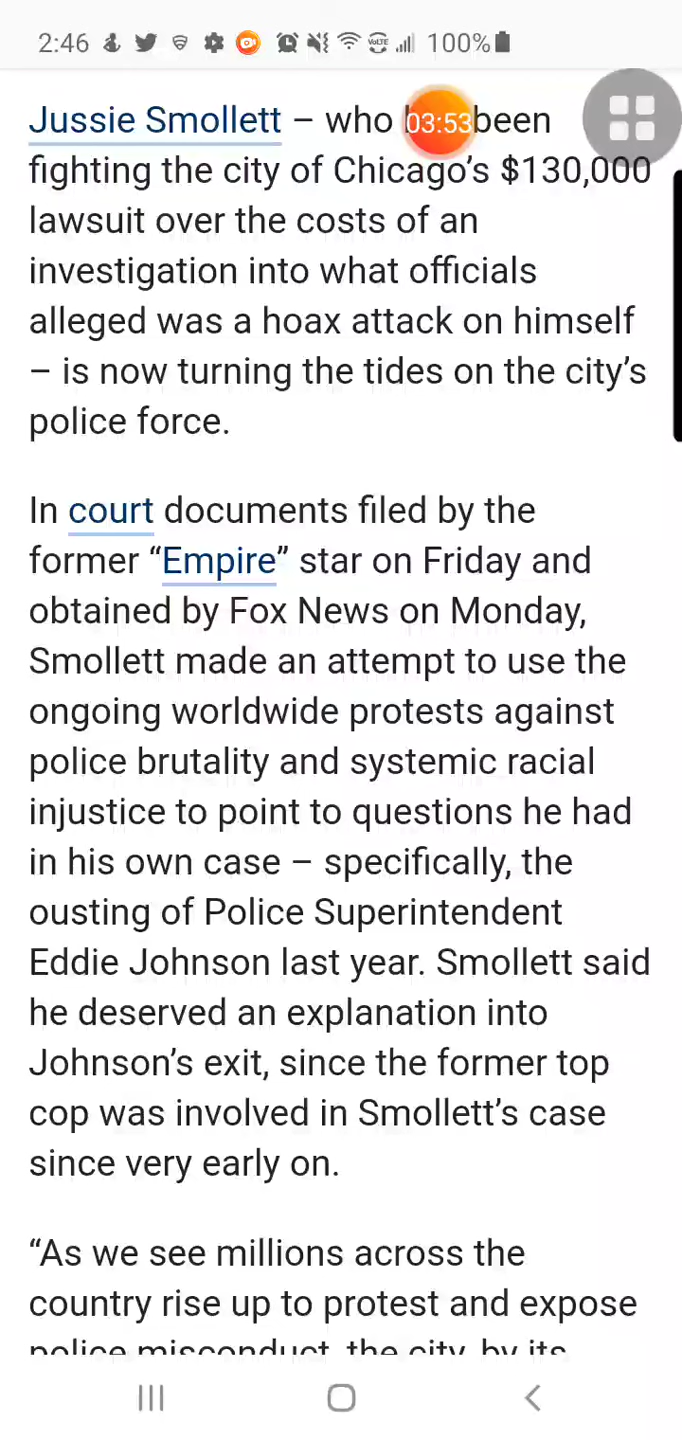 2:46 100%
Jussie Smollett – who been
03:53
fighting the city of Chicago’s $130,000
lawsuit over the costs of an
investigation into what officials
alleged was a hoax attack on himself
– is now turning the tides on the city’s
police force.
In court documents filed by the
former “Empire” star on Friday and
obtained by Fox News on Monday,
Smollett made an attempt to use the
ongoing worldwide protests against
police brutality and systemic racial
injustice to point to questions he had
in his own case – specifically, the
ousting of Police Superintendent
Eddie Johnson last year. Smollett said
he deserved an explanation into
Johnson’s exit, since the former top
cop was involved in Smollett’s case
since very early on.
“As we see millions across the
country rise up to protest and expose
police misconduct, the city, by its